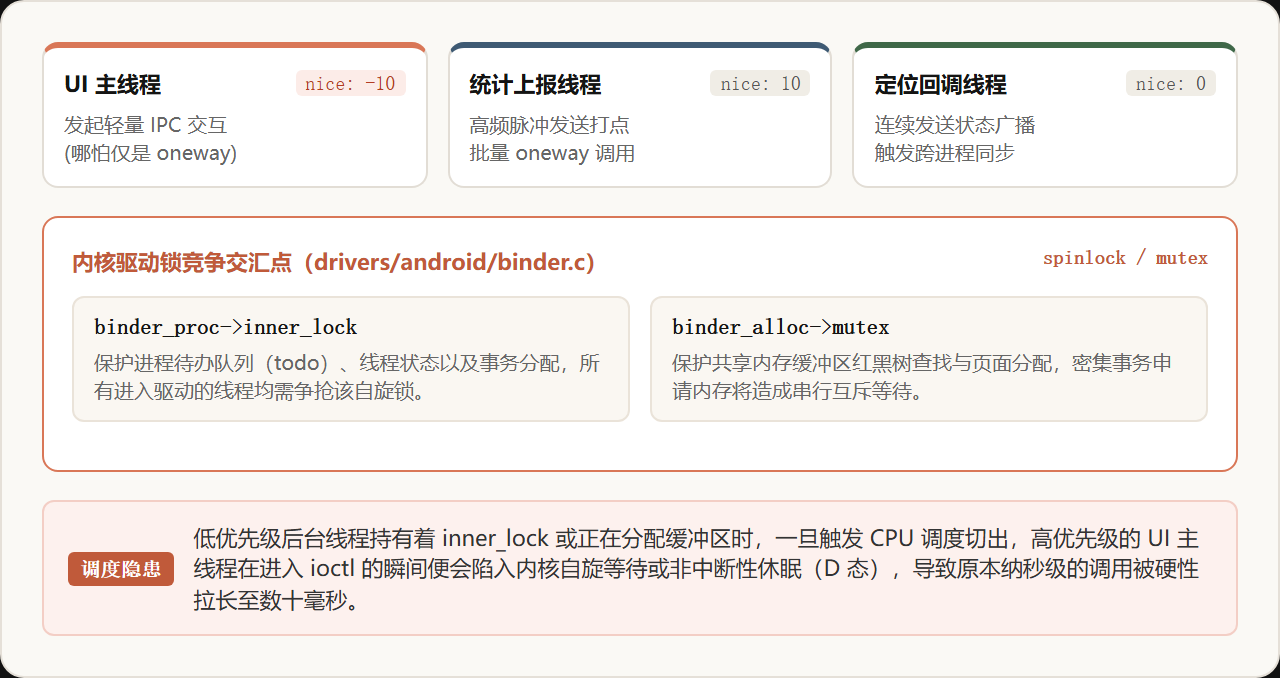 UI 主线程
nice: -10
发起轻量 IPC 交互
(哪怕仅是 oneway)
统计上报线程
nice: 10
高频脉冲发送打点
批量 oneway 调用
定位回调线程
nice: 0
连续发送状态广播
触发跨进程同步
内核驱动锁竞争交汇点（drivers/android/binder.c）
spinlock / mutex
binder_proc->inner_lock
保护进程待办队列（todo）、线程状态以及事务分配，所
有进入驱动的线程均需争抢该自旋锁。
binder_alloc->mutex
保护共享内存缓冲区红黑树查找与页面分配，密集事务申
请内存将造成串行互斥等待。
调度隐患
低优先级后台线程持有着 inner_lock 或正在分配缓冲区时，一旦触发 CPU 调度切出，高优先级的 UI 主
线程在进入 ioctl 的瞬间便会陷入内核自旋等待或非中断性休眠（D 态），导致原本纳秒级的调用被硬性
拉长至数十毫秒。